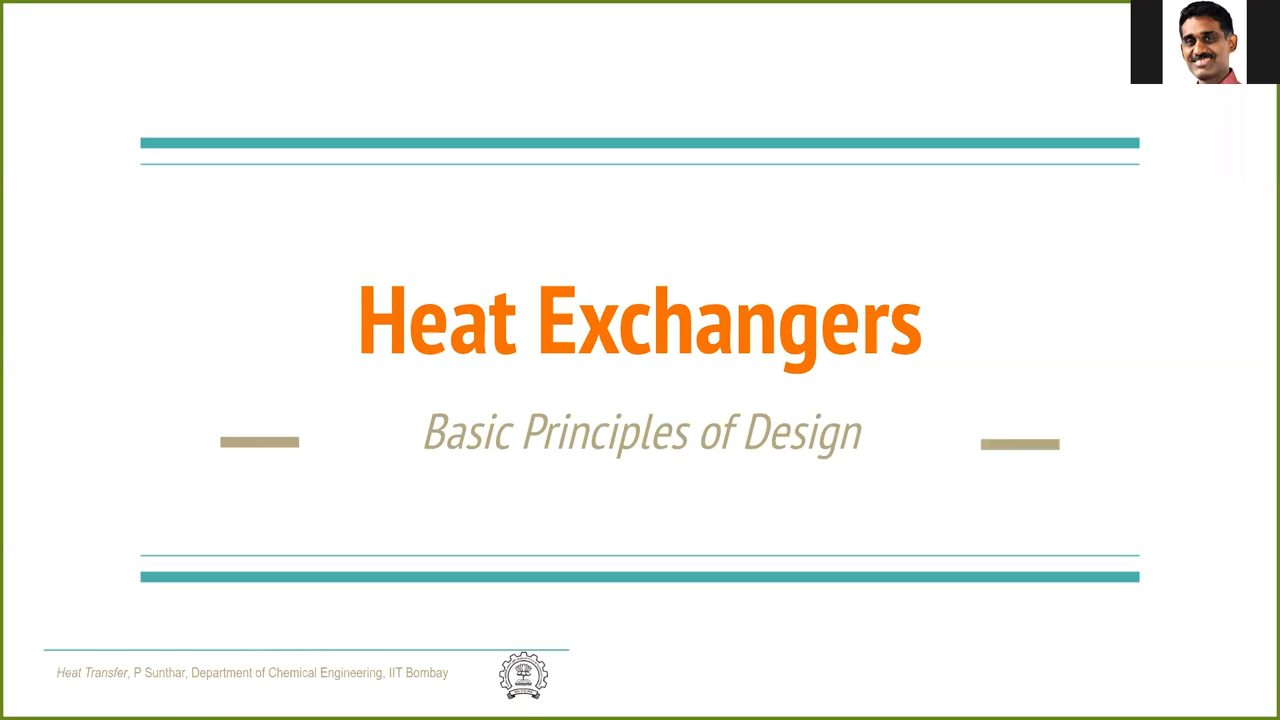 Heat Exchangers
Basic Principles of Design
Heat Transfer, P Sunthar, Department of Chemical Engineering, IIT Bombay